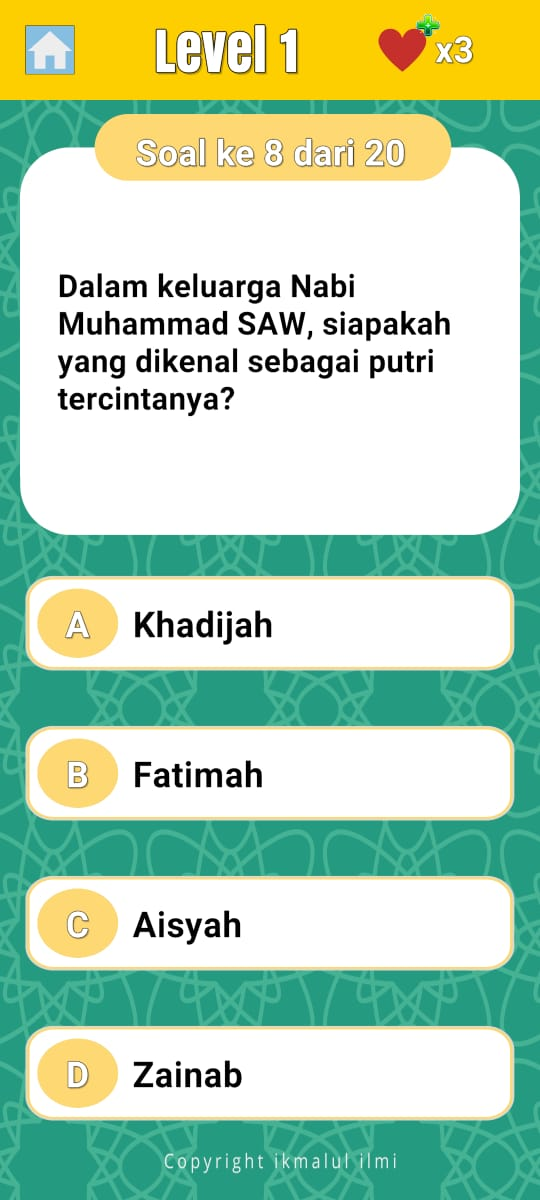 Level 1
x3
Soal ke 8 dari 20
Dalam keluarga Nabi
Muhammad SAW, siapakah
yang dikenal sebagai putri
tercintanya?
A Khadijah
B Fatimah
C Aisyah
D Zainab
Copyright ikmalul ilmi